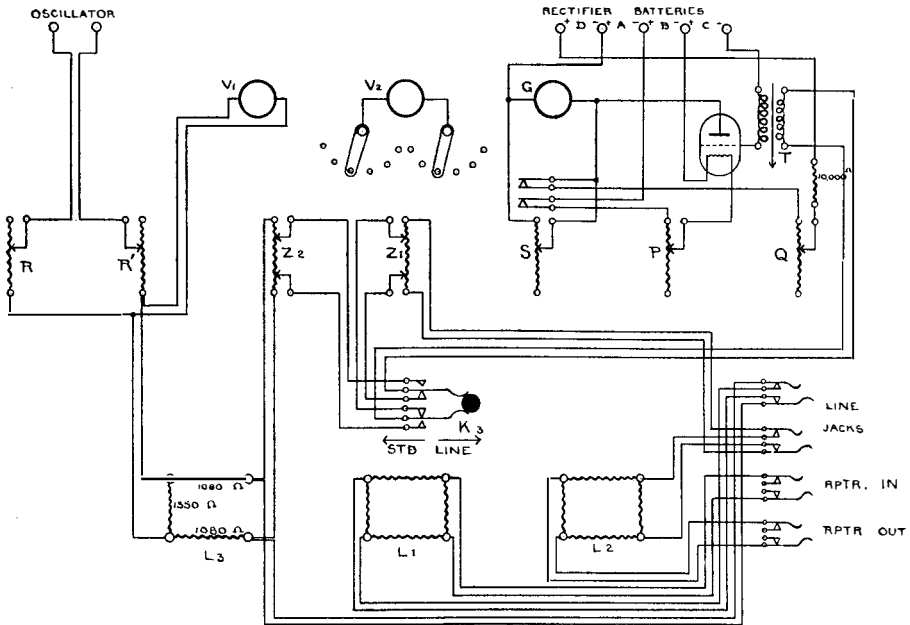 OSCILLATOR
RECTIFIER BATTERIES
+ D - + A - + B - + C -
V1
V2
G
T
10,000 Ω
R
R'
Z2
Z1
S
P
Q
K3
STD LINE
LINE
JACKS
1080 Ω
1350 Ω
1080 Ω
L3
L1
L2
RPTR. IN
RPTR OUT